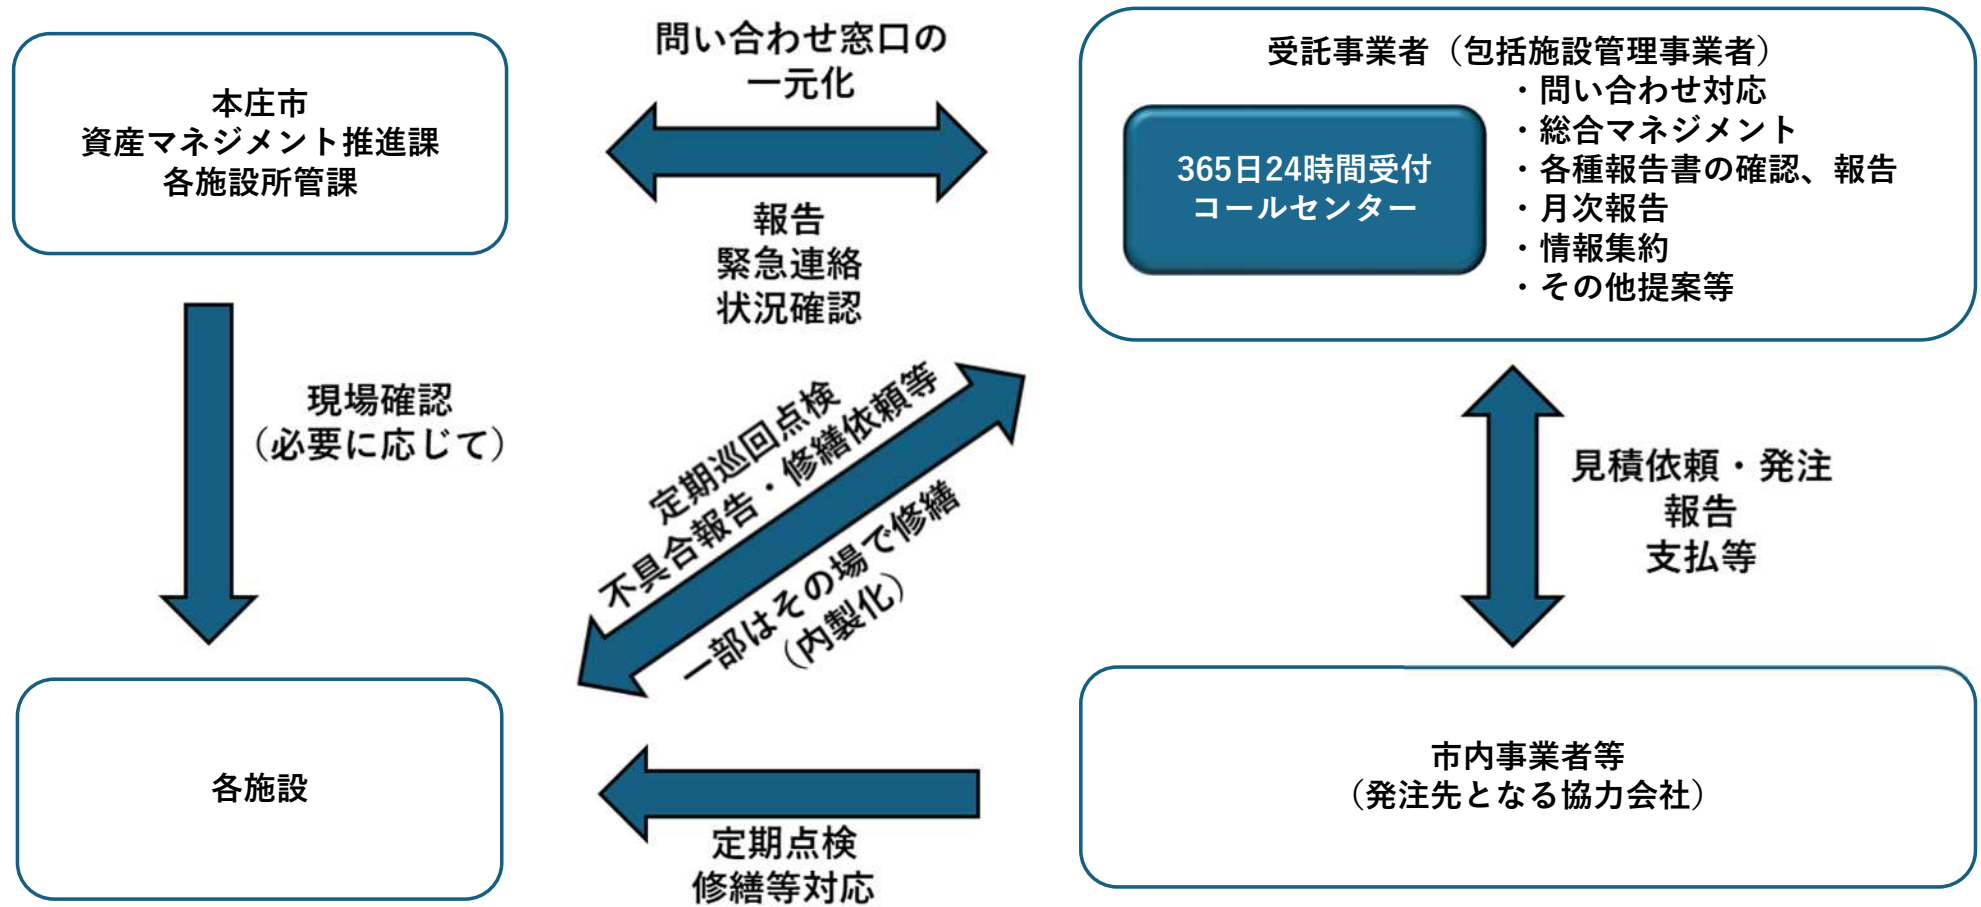 本庄市
資産マネジメント推進課
各施設所管課
問い合わせ窓口の
一元化
報告
緊急連絡
状況確認
受託事業者（包括施設管理事業者）
365日24時間受付
コールセンター
・問い合わせ対応
・総合マネジメント
・各種報告書の確認、報告
・月次報告
・情報集約
・その他提案等
現場確認
（必要に応じて）
定期巡回点検
不具合報告・修繕依頼等
一部はその場で修繕
（内製化）
見積依頼・発注
報告
支払等
各施設
定期点検
修繕等対応
市内事業者等
（発注先となる協力会社）